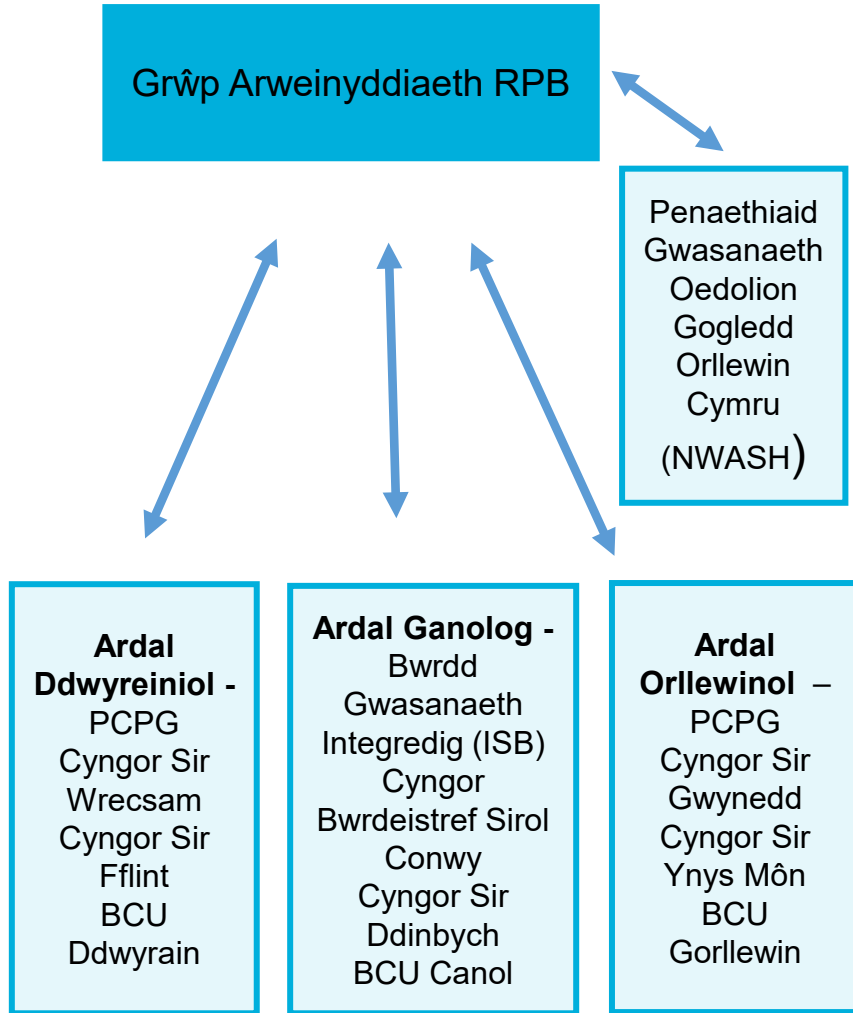 Grŵp Arweinyddiaeth RPB
Penaethiaid
Gwasanaeth
Oedolion
Gogledd
Orllewin
Cymru
(NWASH)
Ardal
Ddwyreiniol -
PCPG
Cyngor Sir
Wrecsam
Cyngor Sir
Fflint
BCU
Ddwyrain
Ardal Ganolog -
Bwrdd
Gwasanaeth
Integredig (ISB)
Cyngor
Bwrdeistref Sirol
Conwy
Cyngor Sir
Ddinbych
BCU Canol
Ardal
Orllewinol –
PCPG
Cyngor Sir
Gwynedd
Cyngor Sir
Ynys Môn
BCU
Gorllewin